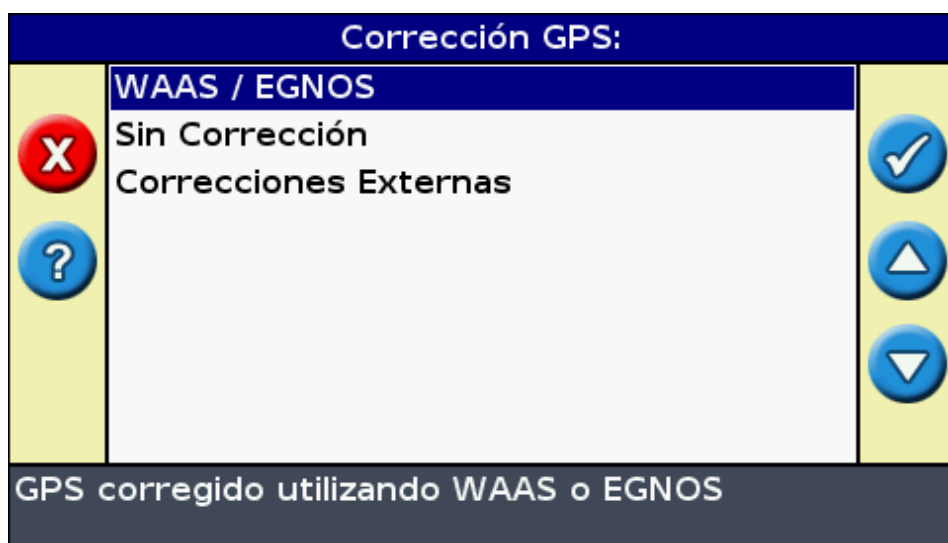 Corrección GPS:
WAAS / EGNOS
Sin Corrección
Correcciones Externas
GPS corregido utilizando WAAS o EGNOS